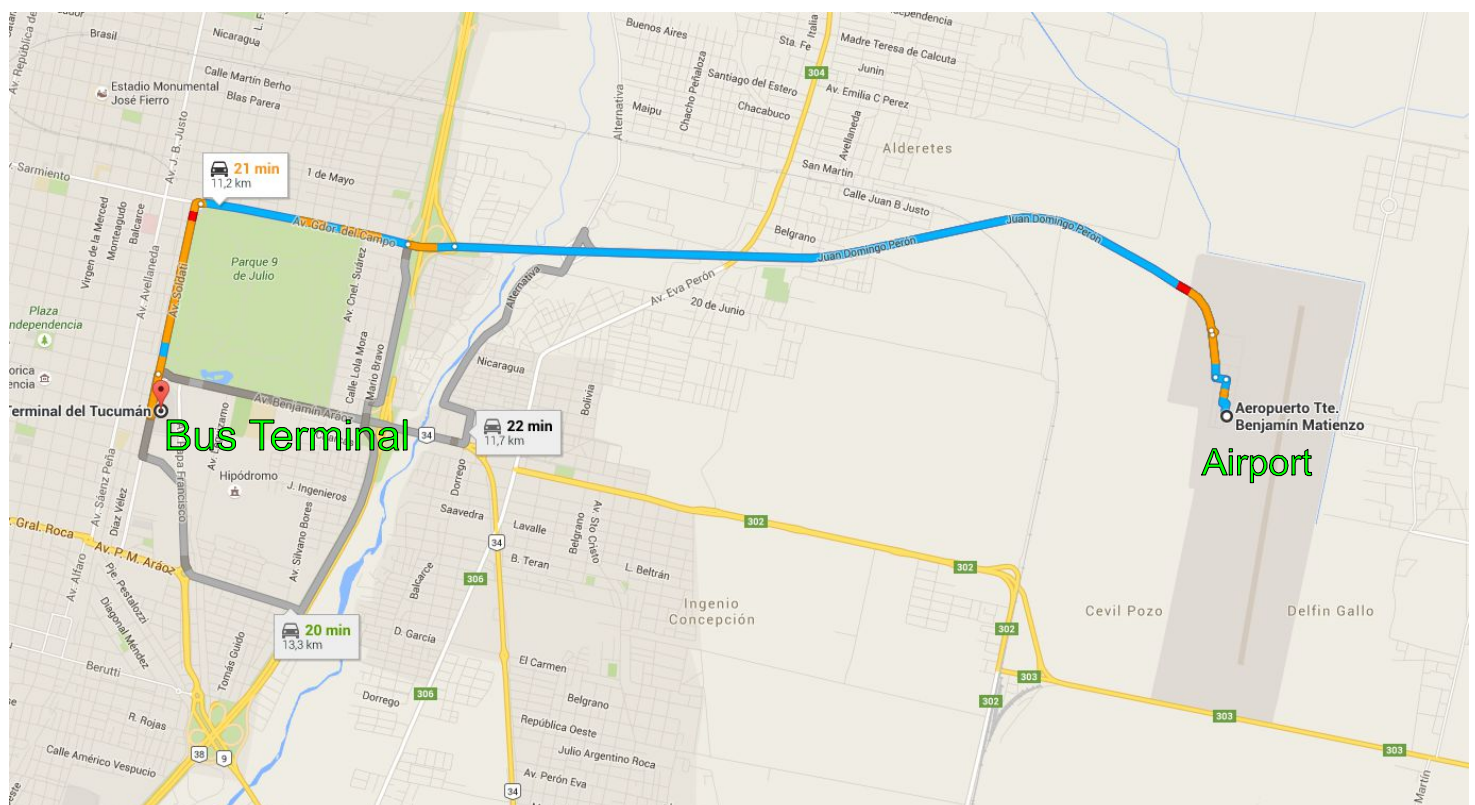 Brasil
Nicaragua
Buenos Aires
Italia
Independencia
Sta. Fe
Madre Teresa de Calcuta
Junin
304
Estadio Monumental
José Fierro
Calle Martín Berho
Blas Parera
Santiago del Estero
Av. Emilia C Perez
Maipu
Chacho Peñaloza
Chacabuco
Avellaneda
Alternativa
Av. J. B. Justo
Alderetes
Sarmiento
21 min
11,2 km
1 de Mayo
San Martin
Calle Juan B Justo
Virgen de la Merced
Monteagudo
Balcarce
Av. Gdor. del Campo
Belgrano
Juan Domingo Perón
Juan Domingo Perón
Parque 9
de Julio
Av. Cnel. Suárez
Av. Avellaneda
Av. Soldati
Alternativa
Av. Eva Perón
20 de Junio
Plaza
Independencia
Calle Lola Mora
Mario Bravo
Nicaragua
Bolivia
Terminal del Tucumán
Av. Benjamín Aráoz
Bus Terminal
34
22 min
11,7 km
Aeropuerto Tte.
Benjamín Matienzo
Airport
Papa Francisco
Hipódromo
J. Ingenieros
Dorrego
Av. Sáenz Peña
Díaz Vélez
Saavedra
Lavalle
Belgrano
Av. Sto Cristo
302
Gral. Roca
Av. P. M. Aráoz
Av. Silvano Bores
34
B. Teran
L. Beltrán
302
Av. Alfaro
Pje. Pestalozzi
Diagonal Méndez
Balcarce
306
Ingenio
Concepción
Cevil Pozo
Delfin Gallo
20 min
13,3 km
D. García
302
Tomás Guido
Berutti
El Carmen
303
Dorrego
306
Belgrano
302
R. Rojas
República Oeste
303
Julio Argentino Roca
303
38
9
Calle Américo Vespucio
Av. Perón Eva
34
Martín